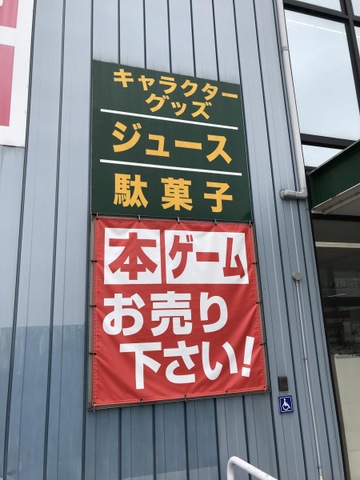 キャラクター
グッズ
ジュース
駄菓子
本 ゲーム
お売り
下さい!